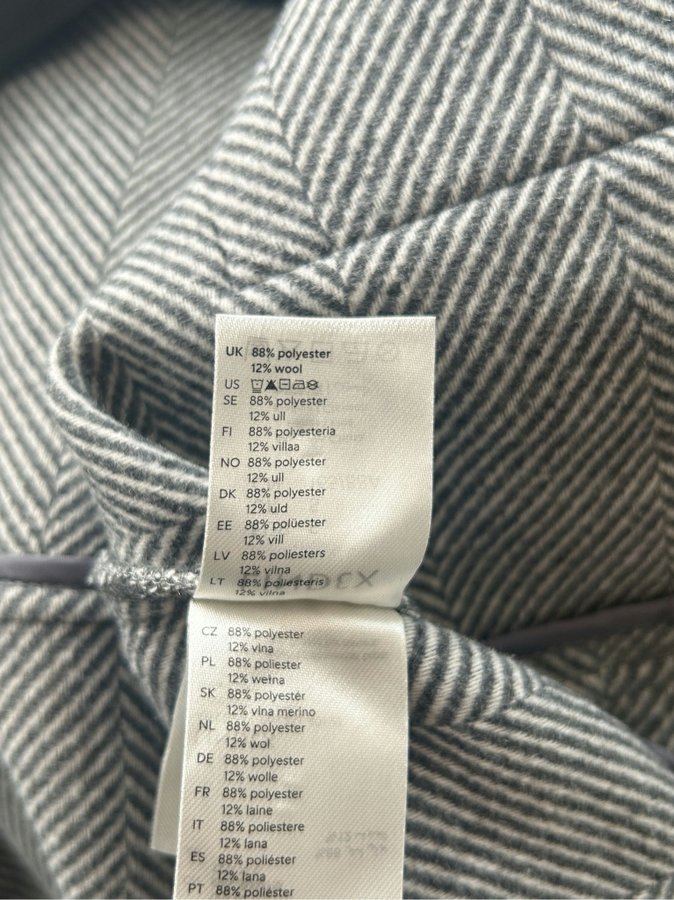 UK 88% polyester
12% wool
US
SE 88% polyester
12% ull
FI 88% polyesteria
12% villaa
NO 88% polyester
12% ull
DK 88% polyester
12% uld
EE 88% polüester
12% vill
LV 88% poliesters
12% vilna
LT 88% poliesteris
12% vilna
CZ 88% polyester
12% vlna
PL 88% poliester
12% wełna
SK 88% polyestér
12% vlna merino
NL 88% polyester
12% wol
DE 88% polyester
12% wolle
FR 88% polyester
12% laine
IT 88% poliestere
12% lana
ES 88% poliéster
12% lana
PT 88% poliéster